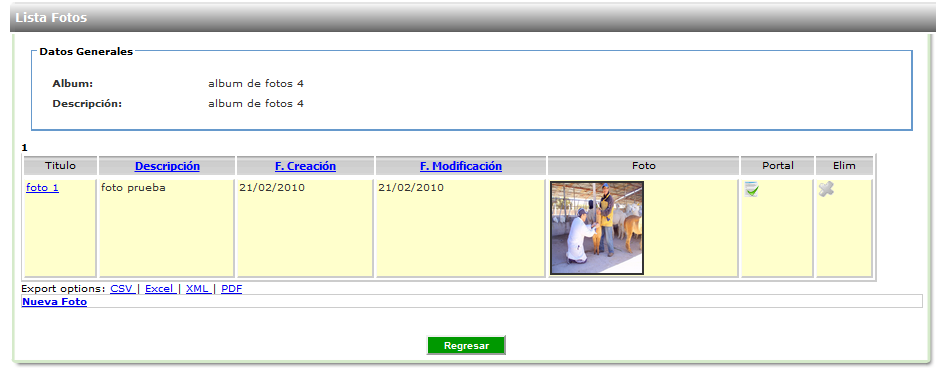 Lista Fotos
Datos Generales
Album: album de fotos 4
Descripción: album de fotos 4
1
Titulo Descripción F. Creación F. Modificación Foto Portal Elim
foto 1 foto prueba 21/02/2010 21/02/2010
Export options: CSV | Excel | XML | PDF
Nueva Foto
Regresar